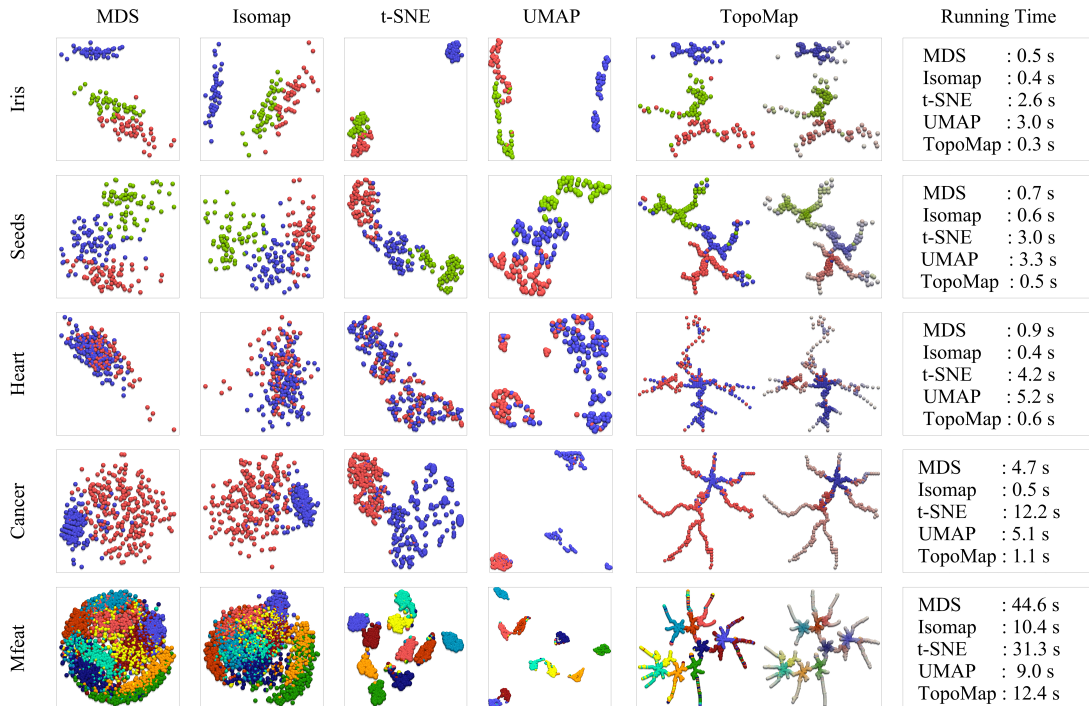 MDS Isomap t-SNE UMAP TopoMap Running Time
Iris
MDS : 0.5 s
Isomap : 0.4 s
t-SNE : 2.6 s
UMAP : 3.0 s
TopoMap : 0.3 s
Seeds
MDS : 0.7 s
Isomap : 0.6 s
t-SNE : 3.0 s
UMAP : 3.3 s
TopoMap : 0.5 s
Heart
MDS : 0.9 s
Isomap : 0.4 s
t-SNE : 4.2 s
UMAP : 5.2 s
TopoMap : 0.6 s
Cancer
MDS : 4.7 s
Isomap : 0.5 s
t-SNE : 12.2 s
UMAP : 5.1 s
TopoMap : 1.1 s
Mfeat
MDS : 44.6 s
Isomap : 10.4 s
t-SNE : 31.3 s
UMAP : 9.0 s
TopoMap : 12.4 s